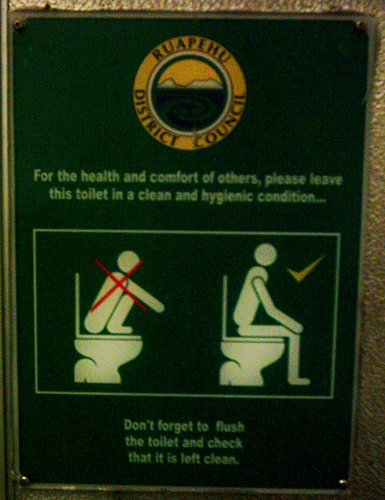 RUAPEHU
DISTRICT COUNCIL
For the health and comfort of others, please leave
this toilet in a clean and hygienic condition...
Don't forget to flush
the toilet and check
that it is left clean.